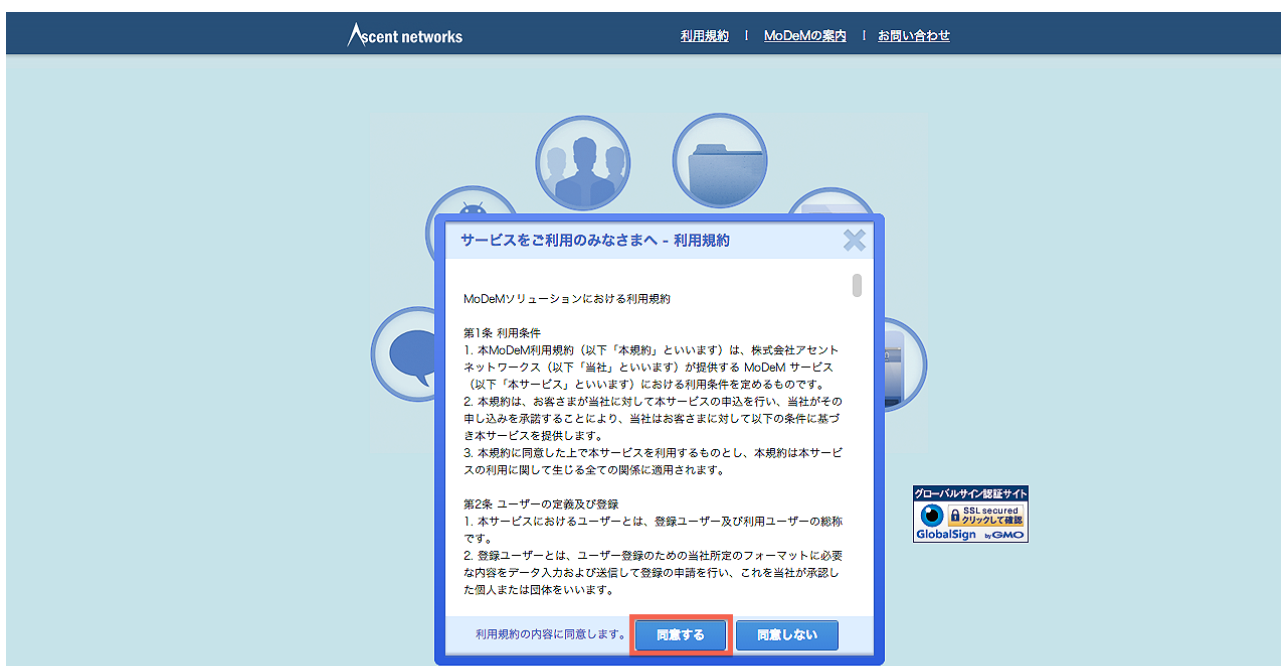 Ascent networks
利用規約 | MoDeMの案内 | お問い合わせ
サービスをご利用のみなさまへ - 利用規約
MoDeMソリューションにおける利用規約
第1条 利用条件
1. 本MoDeM利用規約（以下「本規約」といいます）は、株式会社アセント
ネットワークス（以下「当社」といいます）が提供する MoDeM サービス
（以下「本サービス」といいます）における利用条件を定めるものです。
2. 本規約は、お客さまが当社に対して本サービスの申込を行い、当社がその
申し込みを承諾することにより、当社はお客さまに対して以下の条件に基づ
き本サービスを提供します。
3. 本規約に同意した上で本サービスを利用するものとし、本規約は本サービ
スの利用に関して生じる全ての関係に適用されます。
第2条 ユーザーの定義及び登録
1. 本サービスにおけるユーザーとは、登録ユーザー及び利用ユーザーの総称
です。
2. 登録ユーザーとは、ユーザー登録のための当社所定のフォーマットに必要
な内容をデータ入力および送信して登録の申請を行い、これを当社が承認し
た個人または団体をいいます。
利用規約の内容に同意します。 同意する 同意しない
グローバルサイン認証サイト
SSL secured
クリックして確認
GlobalSign by GMO